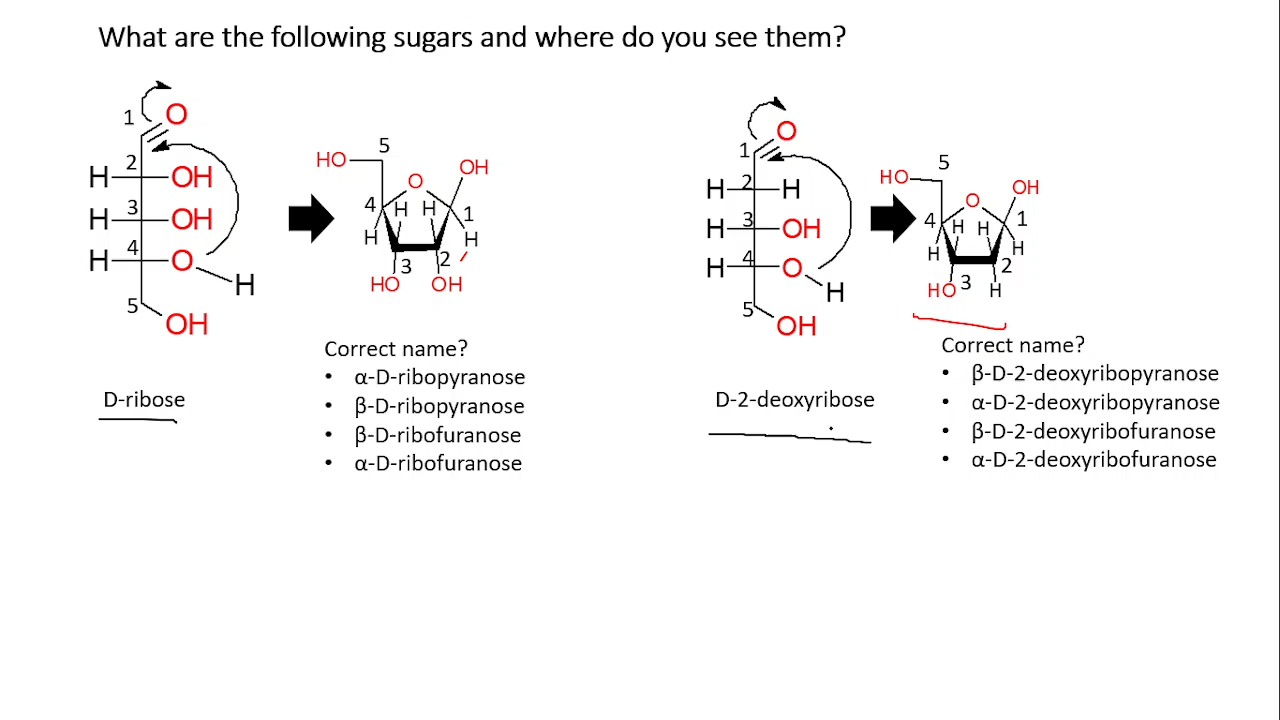 What are the following sugars and where do you see them?
1 O
2 H OH
3 H OH
4 H O
H
5 OH
5
HO OH
O
4 H H 1
H H
3 2
HO OH
Correct name?
• α-D-ribopyranose
• β-D-ribopyranose
• β-D-ribofuranose
• α-D-ribofuranose
D-ribose
O
1
H 2 H
H 3 OH
H 4 O
H
5 OH
5
HO OH
O
4 H H 1
H H
2
HO 3 H
Correct name?
• β-D-2-deoxyribopyranose
• α-D-2-deoxyribopyranose
• β-D-2-deoxyribofuranose
• α-D-2-deoxyribofuranose
D-2-deoxyribose